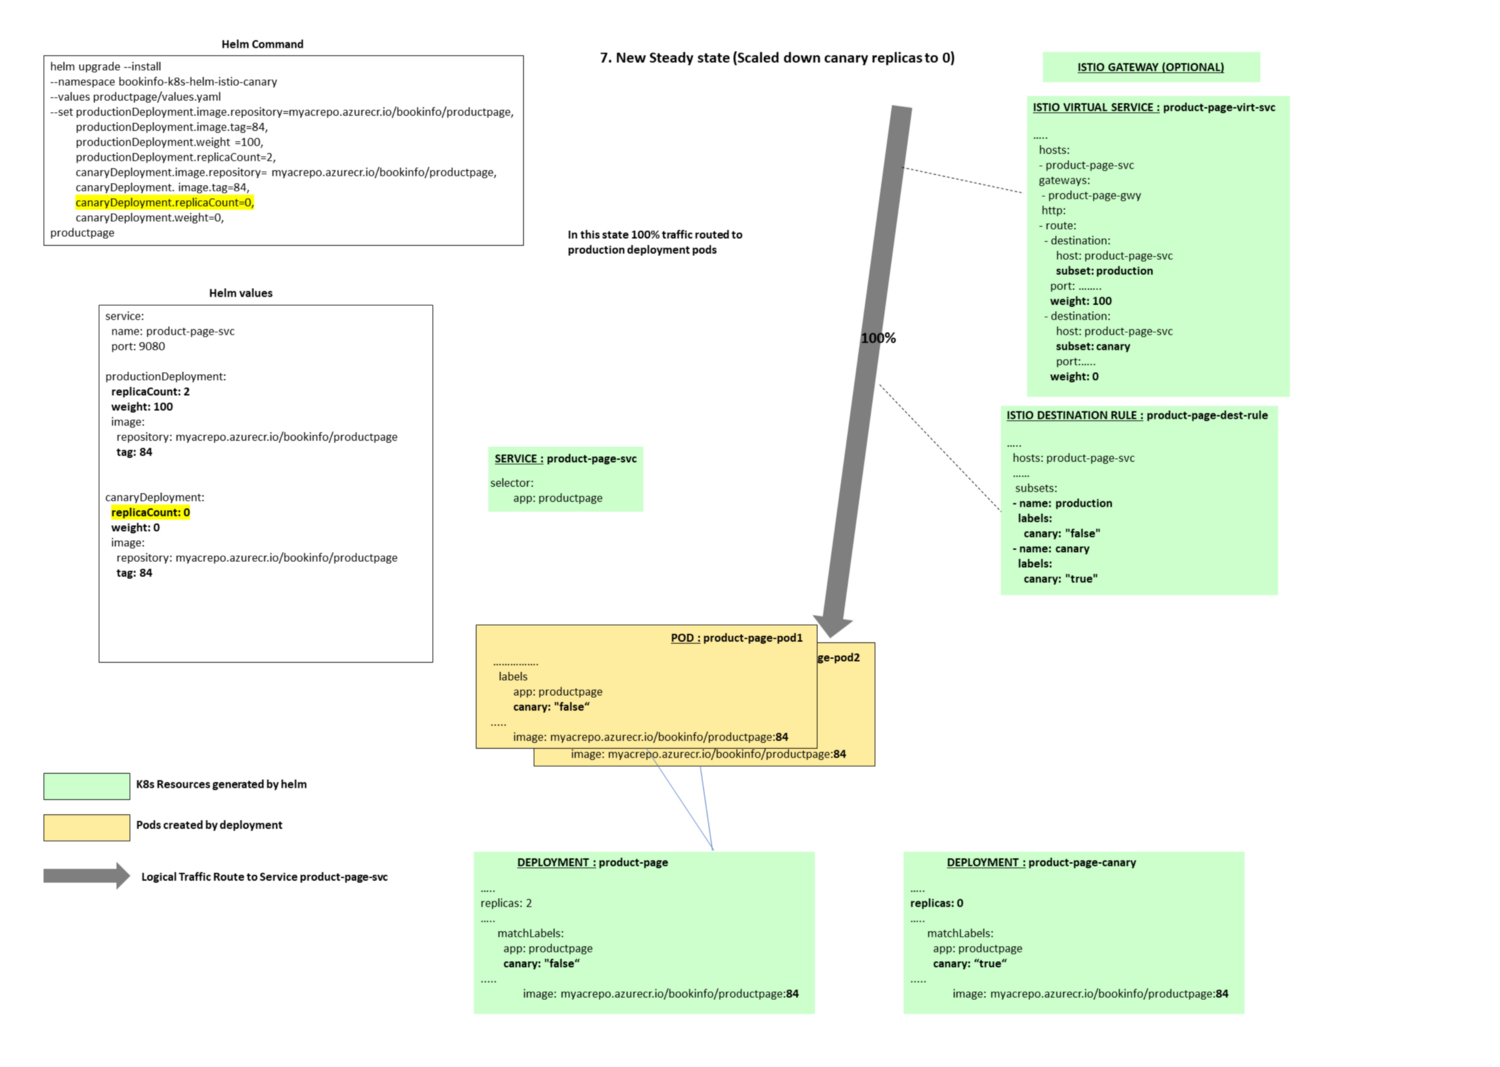 Helm Command
helm upgrade --install
--namespace bookinfo-k8s-helm-istio-canary
--values productpage/values.yaml
--set productionDeployment.image.repository=myacrepo.azurecr.io/bookinfo/productpage,
productionDeployment.image.tag=84,
productionDeployment.weight =100,
productionDeployment.replicaCount=2,
canaryDeployment.image.repository= myacrepo.azurecr.io/bookinfo/productpage,
canaryDeployment. image.tag=84,
canaryDeployment.replicaCount=0,
canaryDeployment.weight=0,
productpage
7. New Steady state (Scaled down canary replicas to 0)
In this state 100% traffic routed to
production deployment pods
100%
ISTIO GATEWAY (OPTIONAL)
ISTIO VIRTUAL SERVICE : product-page-virt-svc
.....
hosts:
- product-page-svc
gateways:
- product-page-gwy
http:
- route:
- destination:
host: product-page-svc
subset: production
port: ........
weight: 100
- destination:
host: product-page-svc
subset: canary
port:.....
weight: 0
ISTIO DESTINATION RULE : product-page-dest-rule
.....
hosts: product-page-svc
......
subsets:
- name: production
labels:
canary: "false"
- name: canary
labels:
canary: "true"
Helm values
service:
name: product-page-svc
port: 9080
productionDeployment:
replicaCount: 2
weight: 100
image:
repository: myacrepo.azurecr.io/bookinfo/productpage
tag: 84
canaryDeployment:
replicaCount: 0
weight: 0
image:
repository: myacrepo.azurecr.io/bookinfo/productpage
tag: 84
SERVICE : product-page-svc
selector:
app: productpage
POD : product-page-pod1
................
labels
app: productpage
canary: "false“
.....
image: myacrepo.azurecr.io/bookinfo/productpage:84
ge-pod2
image: myacrepo.azurecr.io/bookinfo/productpage:84
K8s Resources generated by helm
Pods created by deployment
Logical Traffic Route to Service product-page-svc
DEPLOYMENT : product-page
.....
replicas: 2
.....
matchLabels:
app: productpage
canary: "false“
.....
image: myacrepo.azurecr.io/bookinfo/productpage:84
DEPLOYMENT : product-page-canary
.....
replicas: 0
.....
matchLabels:
app: productpage
canary: “true“
.....
image: myacrepo.azurecr.io/bookinfo/productpage:84